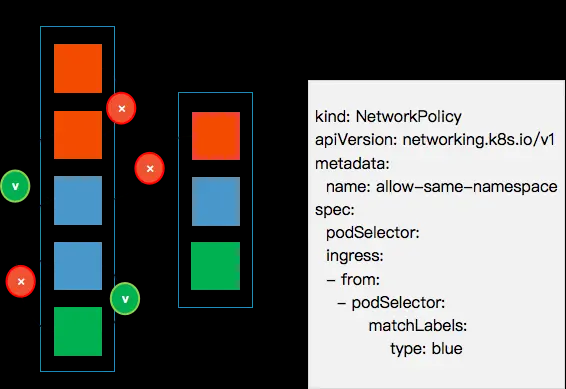 ×
×
v
×
v
kind: NetworkPolicy
apiVersion: networking.k8s.io/v1
metadata:
name: allow-same-namespace
spec:
podSelector:
ingress:
- from:
- podSelector:
matchLabels:
type: blue